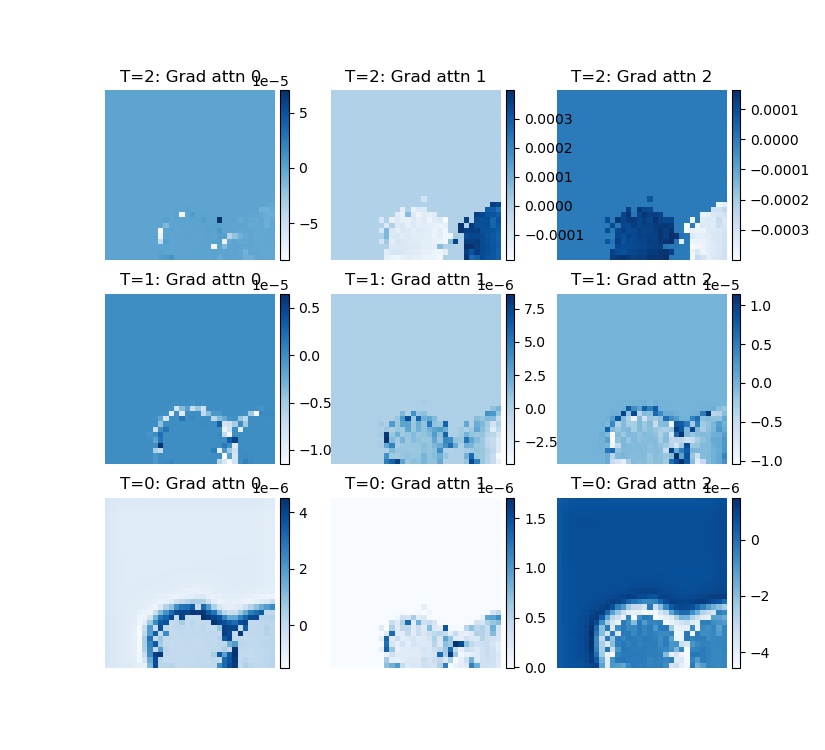 T=2: Grad attn 0
1e−5
5
0
−5
T=2: Grad attn 1
0.0003
0.0002
0.0001
0.0000
−0.0001
T=2: Grad attn 2
0.0001
0.0000
−0.0001
−0.0002
−0.0003
T=1: Grad attn 0
1e−5
0.5
0.0
−0.5
−1.0
T=1: Grad attn 1
1e−6
7.5
5.0
2.5
0.0
−2.5
T=1: Grad attn 2
1e−5
1.0
0.5
0.0
−0.5
−1.0
T=0: Grad attn 0
1e−6
4
2
0
T=0: Grad attn 1
1e−6
1.5
1.0
0.5
0.0
T=0: Grad attn 2
1e−6
0
−2
−4